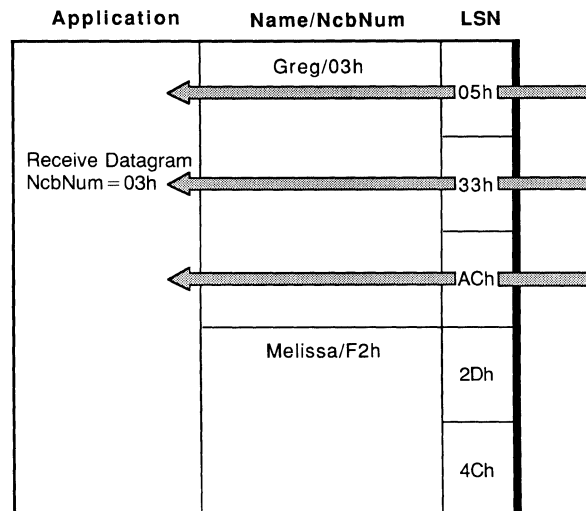 Application Name/NcbNum LSN
Greg/03h
05h
Receive Datagram
NcbNum = 03h
33h
ACh
Melissa/F2h
2Dh
4Ch